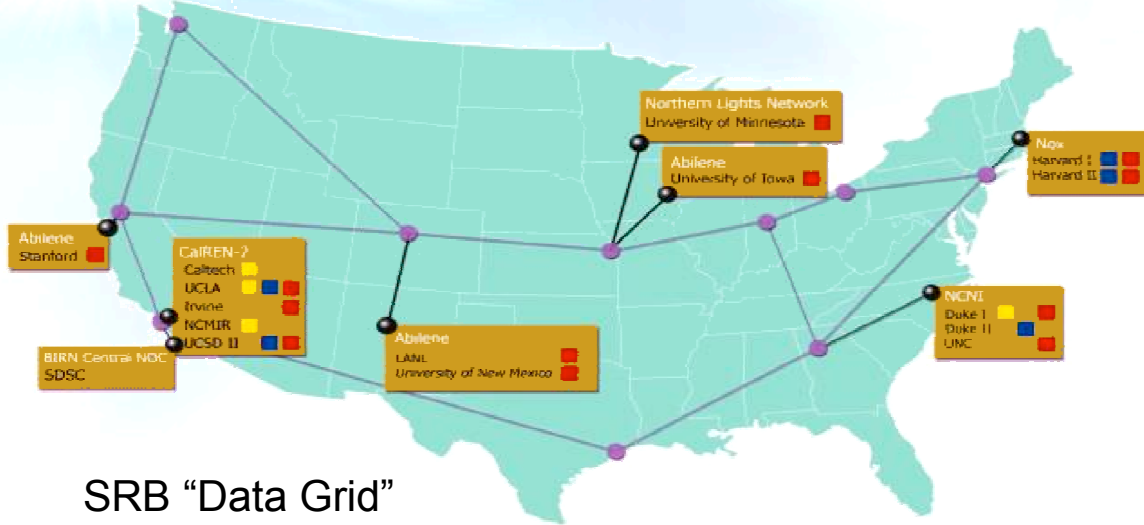 Northern Lights Network
University of Minnesota
Abilene
University of Iowa
Nox
Harvard I
Harvard II
Abilene
Stanford
CalREN-2
Caltech
UCLA
Irvine
NCMIR
UCSD II
BIRN Central NOC
SDSC
Abilene
LANL
University of New Mexico
NCNI
Duke I
Duke II
UNC
SRB “Data Grid”